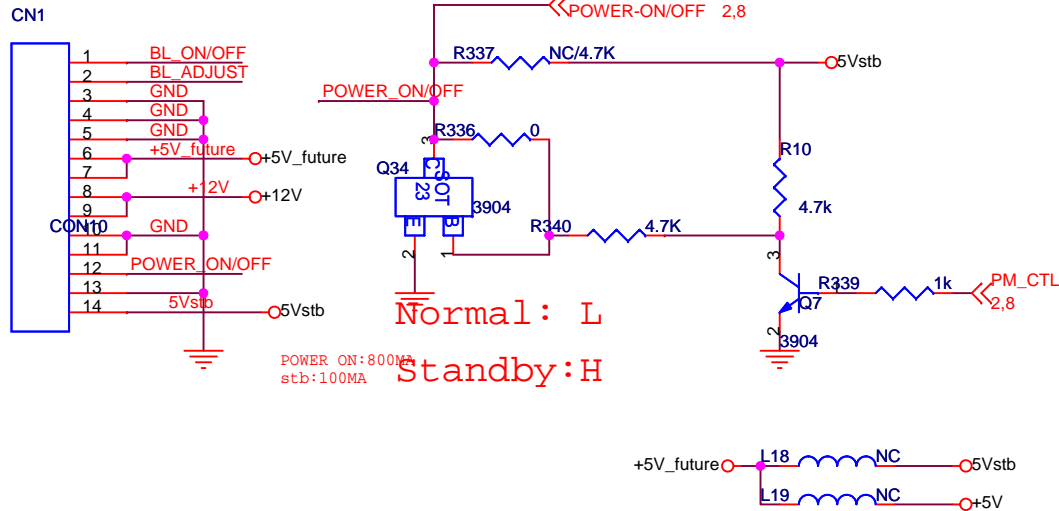 CN1
POWER-ON/OFF 2,8
R337 NC/4.7K 5Vstb
1 BL_ON/OFF
2 BL_ADJUST
3 GND
4 GND
5 GND
6 +5V_future +5V_future
7
8 +12V +12V
9
CON10
10 GND
11
12 POWER_ON/OFF
13
14 5Vstb 5Vstb
POWER_ON/OFF
R336 0
3
Q34
C
SOT
23
3904
E B
2 1
R340 4.7K
R10
4.7k
3
R339 1k PM_CTL
2,8
1
Q7
2
3904
Normal: L
Standby:H
POWER ON:800MA
stb:100MA
+5V_future L18 NC 5Vstb
L19 NC +5V